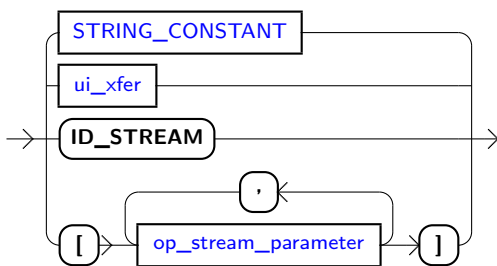 STRING_CONSTANT
ui_xfer
ID_STREAM
,
[ op_stream_parameter ]